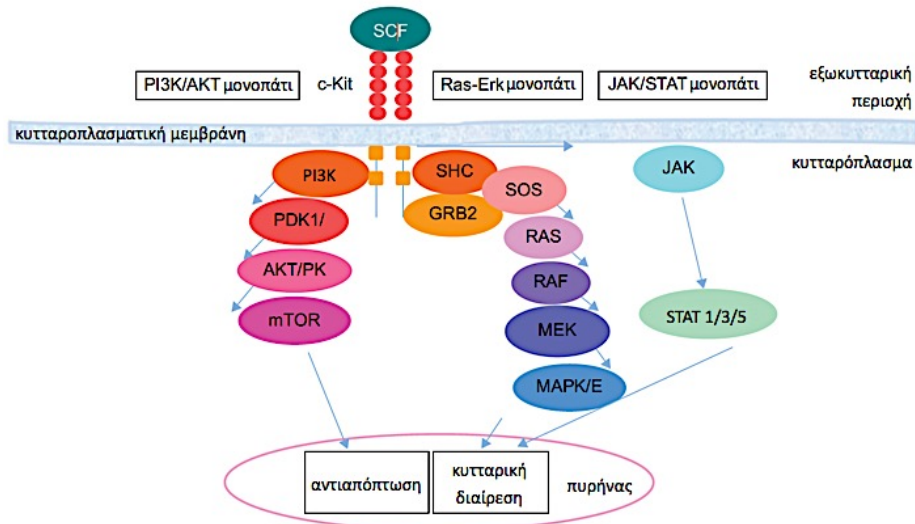 SCF
PI3K/AKT μονοπάτι
c-Kit
Ras-Erk μονοπάτι
JAK/STAT μονοπάτι
εξωκυτταρική
περιοχή
κυτταροπλασματική μεμβράνη
κυτταρόπλασμα
PI3K
SHC
JAK
SOS
PDK1/
GRB2
RAS
AKT/PK
RAF
mTOR
MEK
STAT 1/3/5
MAPK/E
αντιαπόπτωση
κυτταρική
διαίρεση
πυρήνας